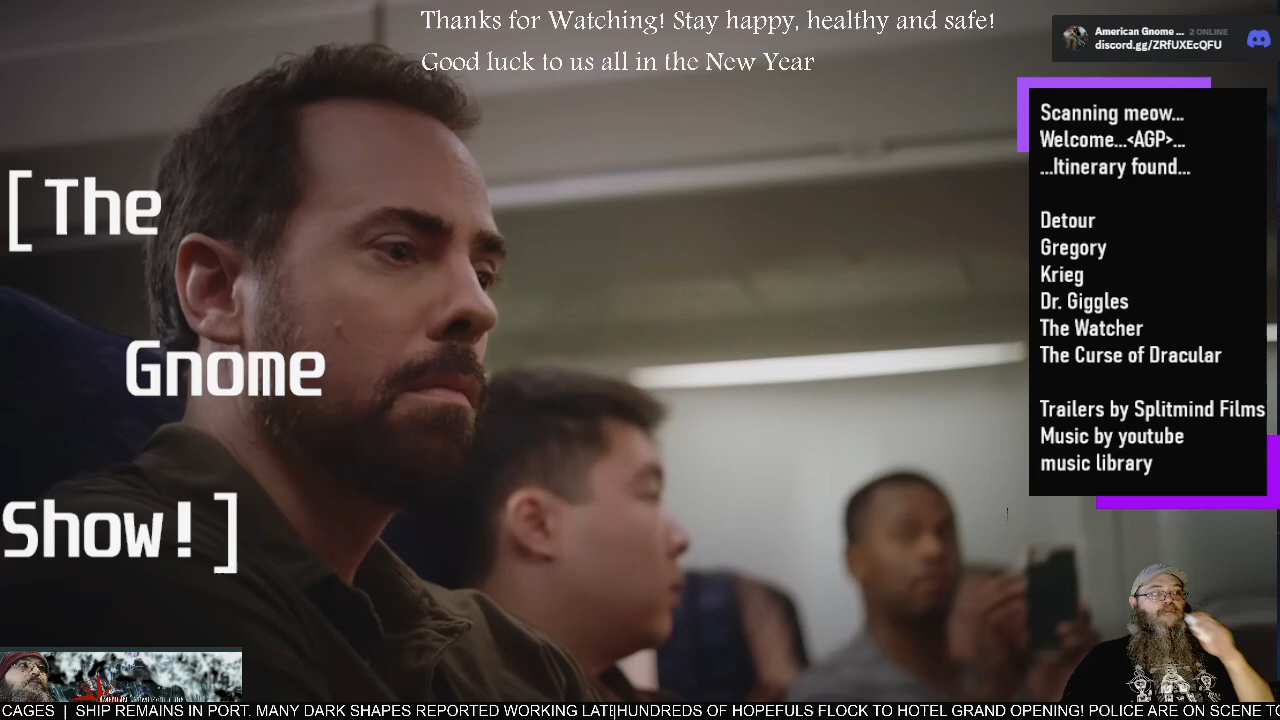 Thanks for Watching! Stay happy, healthy and safe!
Good luck to us all in the New Year
American Gnome ... 2 ONLINE
discord.gg/ZRfUXEcQFU
[The
Gnome
Show!]
Scanning meow...
Welcome...<AGP>...
...Itinerary found...
Detour
Gregory
Krieg
Dr. Giggles
The Watcher
The Curse of Dracular
Trailers by Splitmind Films
Music by youtube
music library
CAGES | SHIP REMAINS IN PORT. MANY DARK SHAPES REPORTED WORKING LATE|HUNDREDS OF HOPEFULS FLOCK TO HOTEL GRAND OPENING! POLICE ARE ON SCENE TO